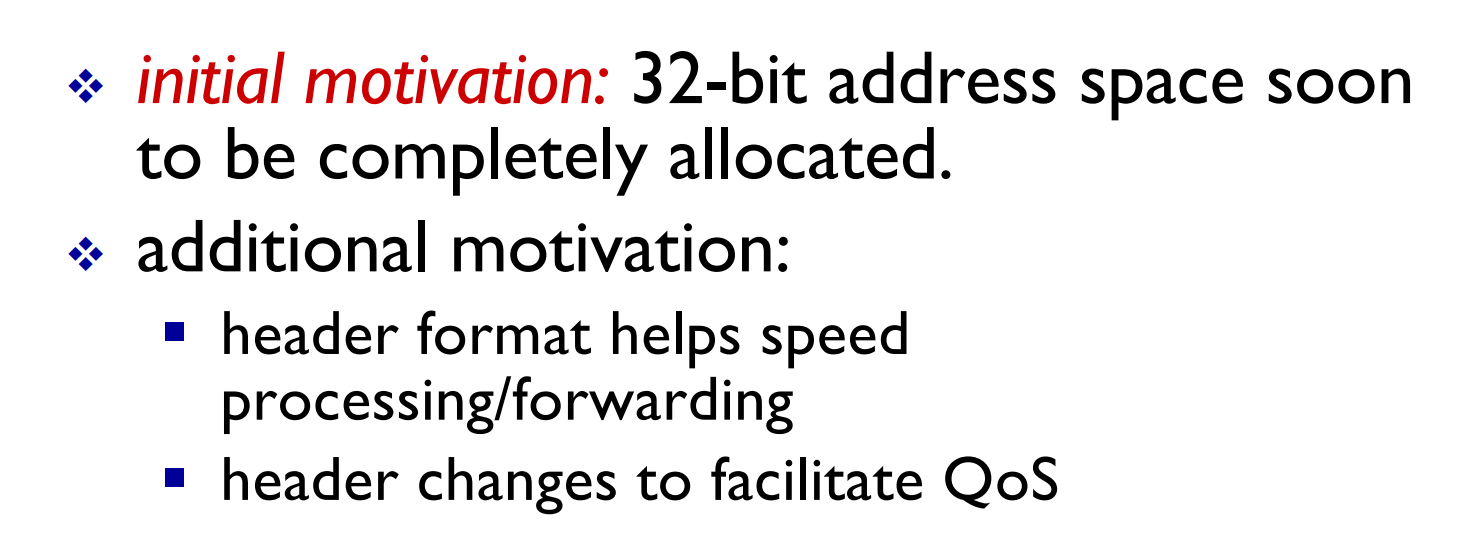 ❖ initial motivation: 32-bit address space soon
to be completely allocated.
❖ additional motivation:
▪ header format helps speed
processing/forwarding
▪ header changes to facilitate QoS